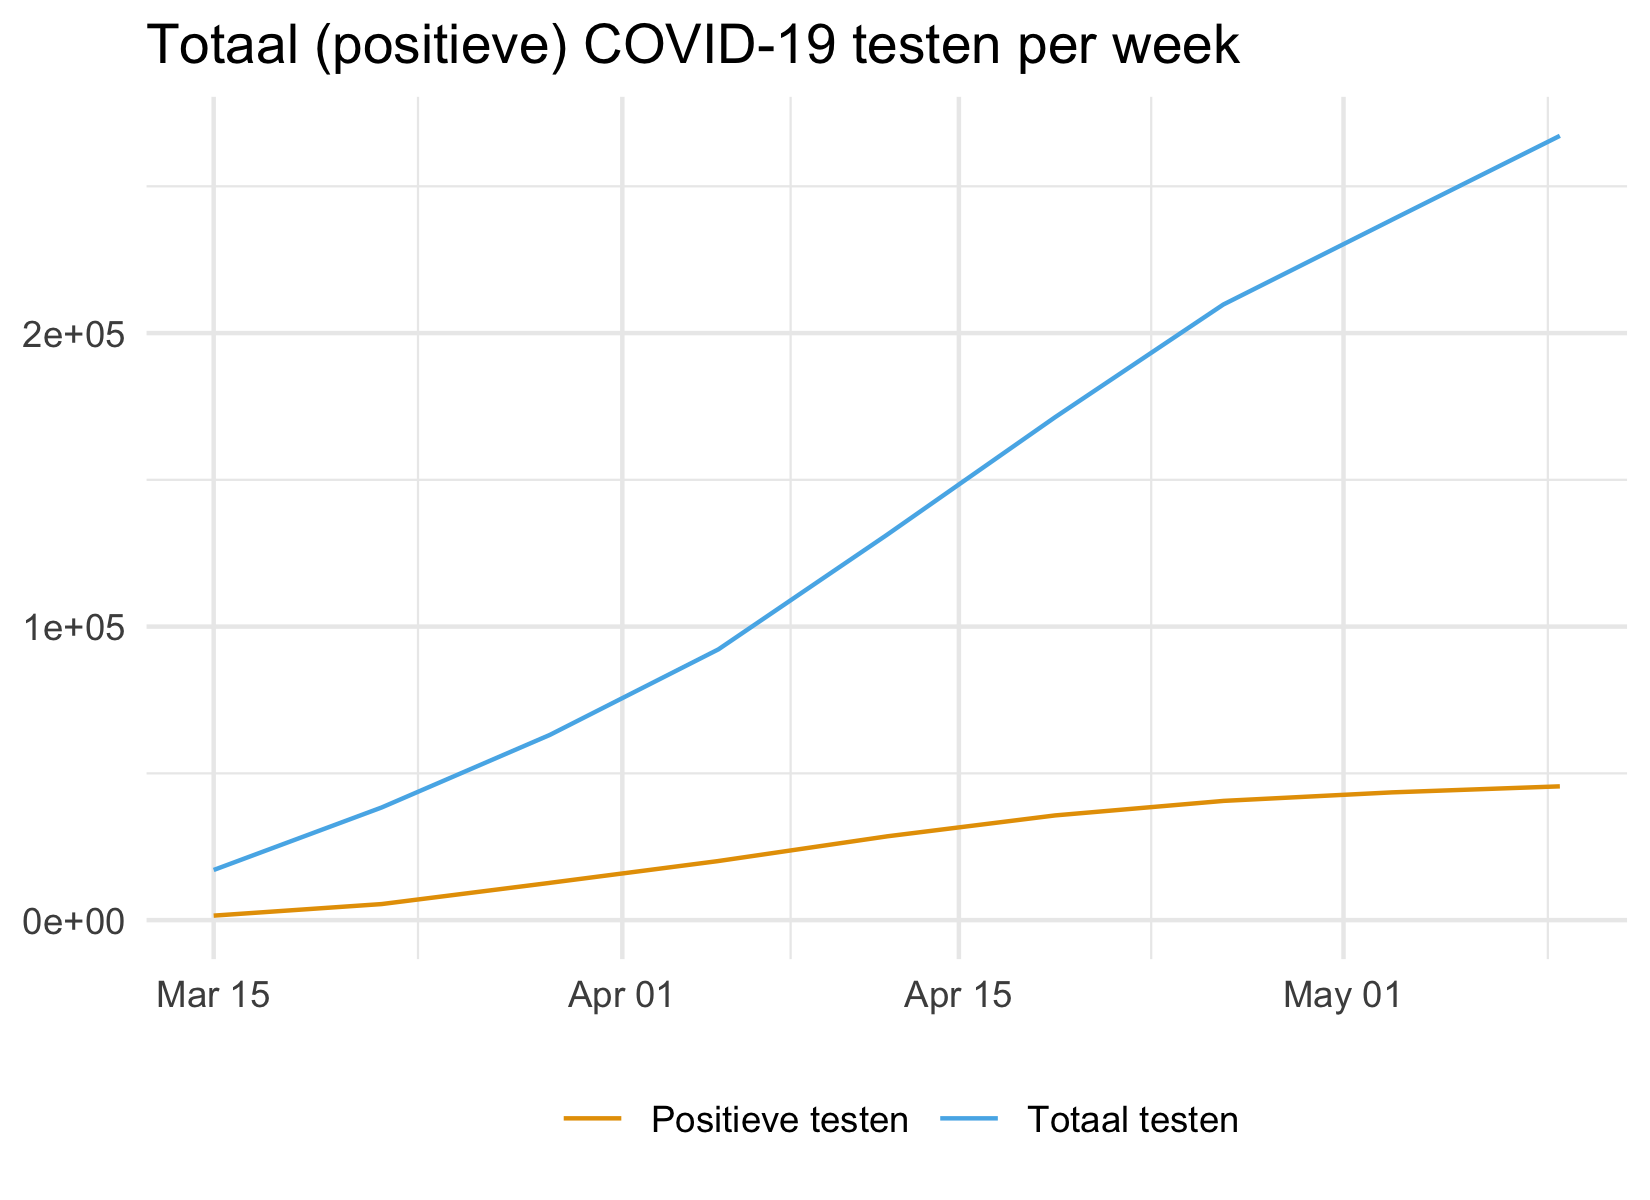 Totaal (positieve) COVID-19 testen per week
2e+05
1e+05
0e+00
Mar 15 Apr 01 Apr 15 May 01
Positieve testen Totaal testen